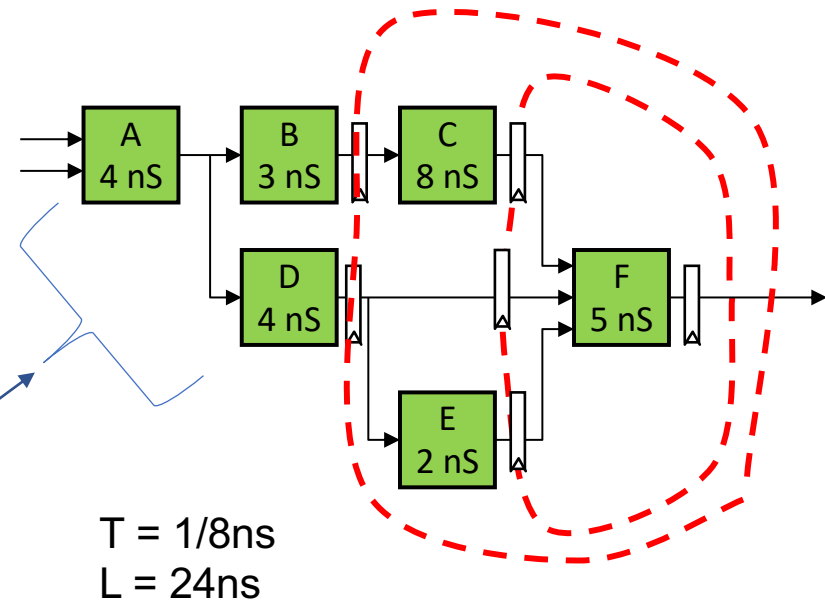 A
4 nS
B
3 nS
C
8 nS
D
4 nS
F
5 nS
E
2 nS
T = 1/8ns
L = 24ns